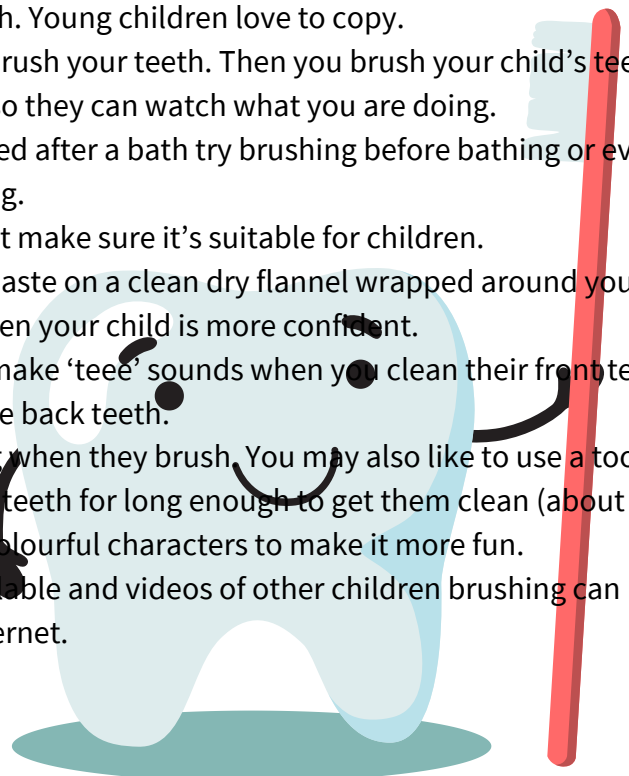 h. Young children love to copy.
rush your teeth. Then you brush your child’s tee
so they can watch what you are doing.
ed after a bath try brushing before bathing or ev
g.
t make sure it’s suitable for children.
aste on a clean dry flannel wrapped around you
en your child is more confident.
make ‘teee’ sounds when you clean their front te
e back teeth.
when they brush. You may also like to use a too
teeth for long enough to get them clean (about
olourful characters to make it more fun.
lable and videos of other children brushing can
ernet.